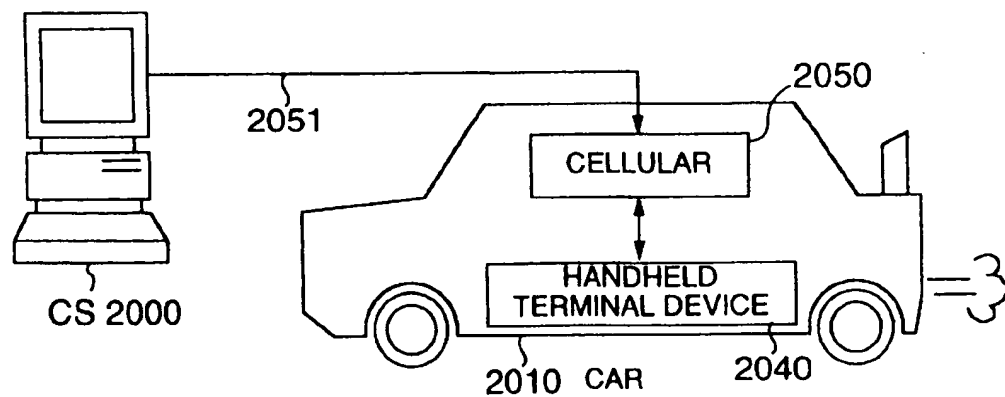 2050
2051
CELLULAR
HANDHELD
TERMINAL DEVICE
CS 2000
2010 CAR
2040